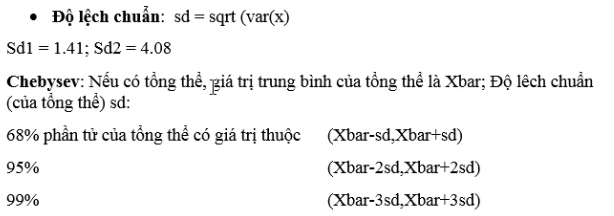 • Độ lệch chuẩn: sd = sqrt (var(x)
Sd1 = 1.41; Sd2 = 4.08
Chebysev: Nếu có tổng thể, giá trị trung bình của tổng thể là Xbar; Độ lêch chuẩn
(của tổng thể) sd:
68% phần tử của tổng thể có giá trị thuộc (Xbar-sd,Xbar+sd)
95% (Xbar-2sd,Xbar+2sd)
99% (Xbar-3sd,Xbar+3sd)